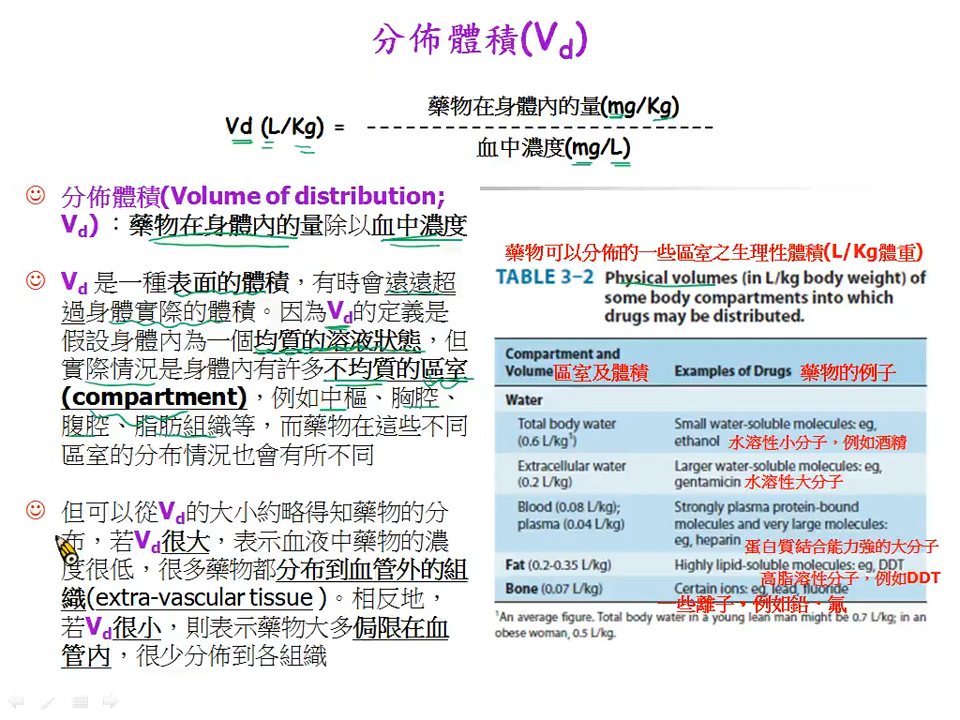 分佈體積(Vd)
藥物在身體內的量(mg/Kg)
Vd (L/Kg) = ---------------------------
血中濃度(mg/L)
分佈體積(Volume of distribution;
Vd)：藥物在身體內的量除以血中濃度
Vd 是一種表面的體積，有時會遠遠超
過身體實際的體積。因為Vd的定義是
假設身體內為一個均質的溶液狀態，但
實際情況是身體內有許多不均質的區室
(compartment)，例如中樞、胸腔、
腹腔、脂肪組織等，而藥物在這些不同
區室的分布情況也會有所不同
但可以從Vd的大小約略得知藥物的分
布，若Vd很大，表示血液中藥物的濃
度很低，很多藥物都分布到血管外的組
織(extra-vascular tissue )。相反地，
若Vd很小，則表示藥物大多侷限在血
管內，很少分佈到各組織
藥物可以分佈的一些區室之生理性體積(L/Kg體重)
TABLE 3–2 Physical volumes (in L/kg body weight) of
some body compartments into which
drugs may be distributed.
Compartment and
Volume區室及體積 Examples of Drugs 藥物的例子
Water
Total body water Small water-soluble molecules: eg,
(0.6 L/kg¹) ethanol 水溶性小分子，例如酒精
Extracellular water Larger water-soluble molecules: eg,
(0.2 L/kg) gentamicin 水溶性大分子
Blood (0.08 L/kg); Strongly plasma protein-bound
plasma (0.04 L/kg) molecules and very large molecules:
eg, heparin 蛋白質結合能力強的大分子
Fat (0.2-0.35 L/kg) Highly lipid-soluble molecules: eg, DDT
高脂溶性分子，例如DDT
Bone (0.07 L/kg) Certain ions: eg, lead, fluoride
一些離子，例如鉛、氟
¹An average figure. Total body water in a young lean man might be 0.7 L/kg; in an
obese woman, 0.5 L/kg.